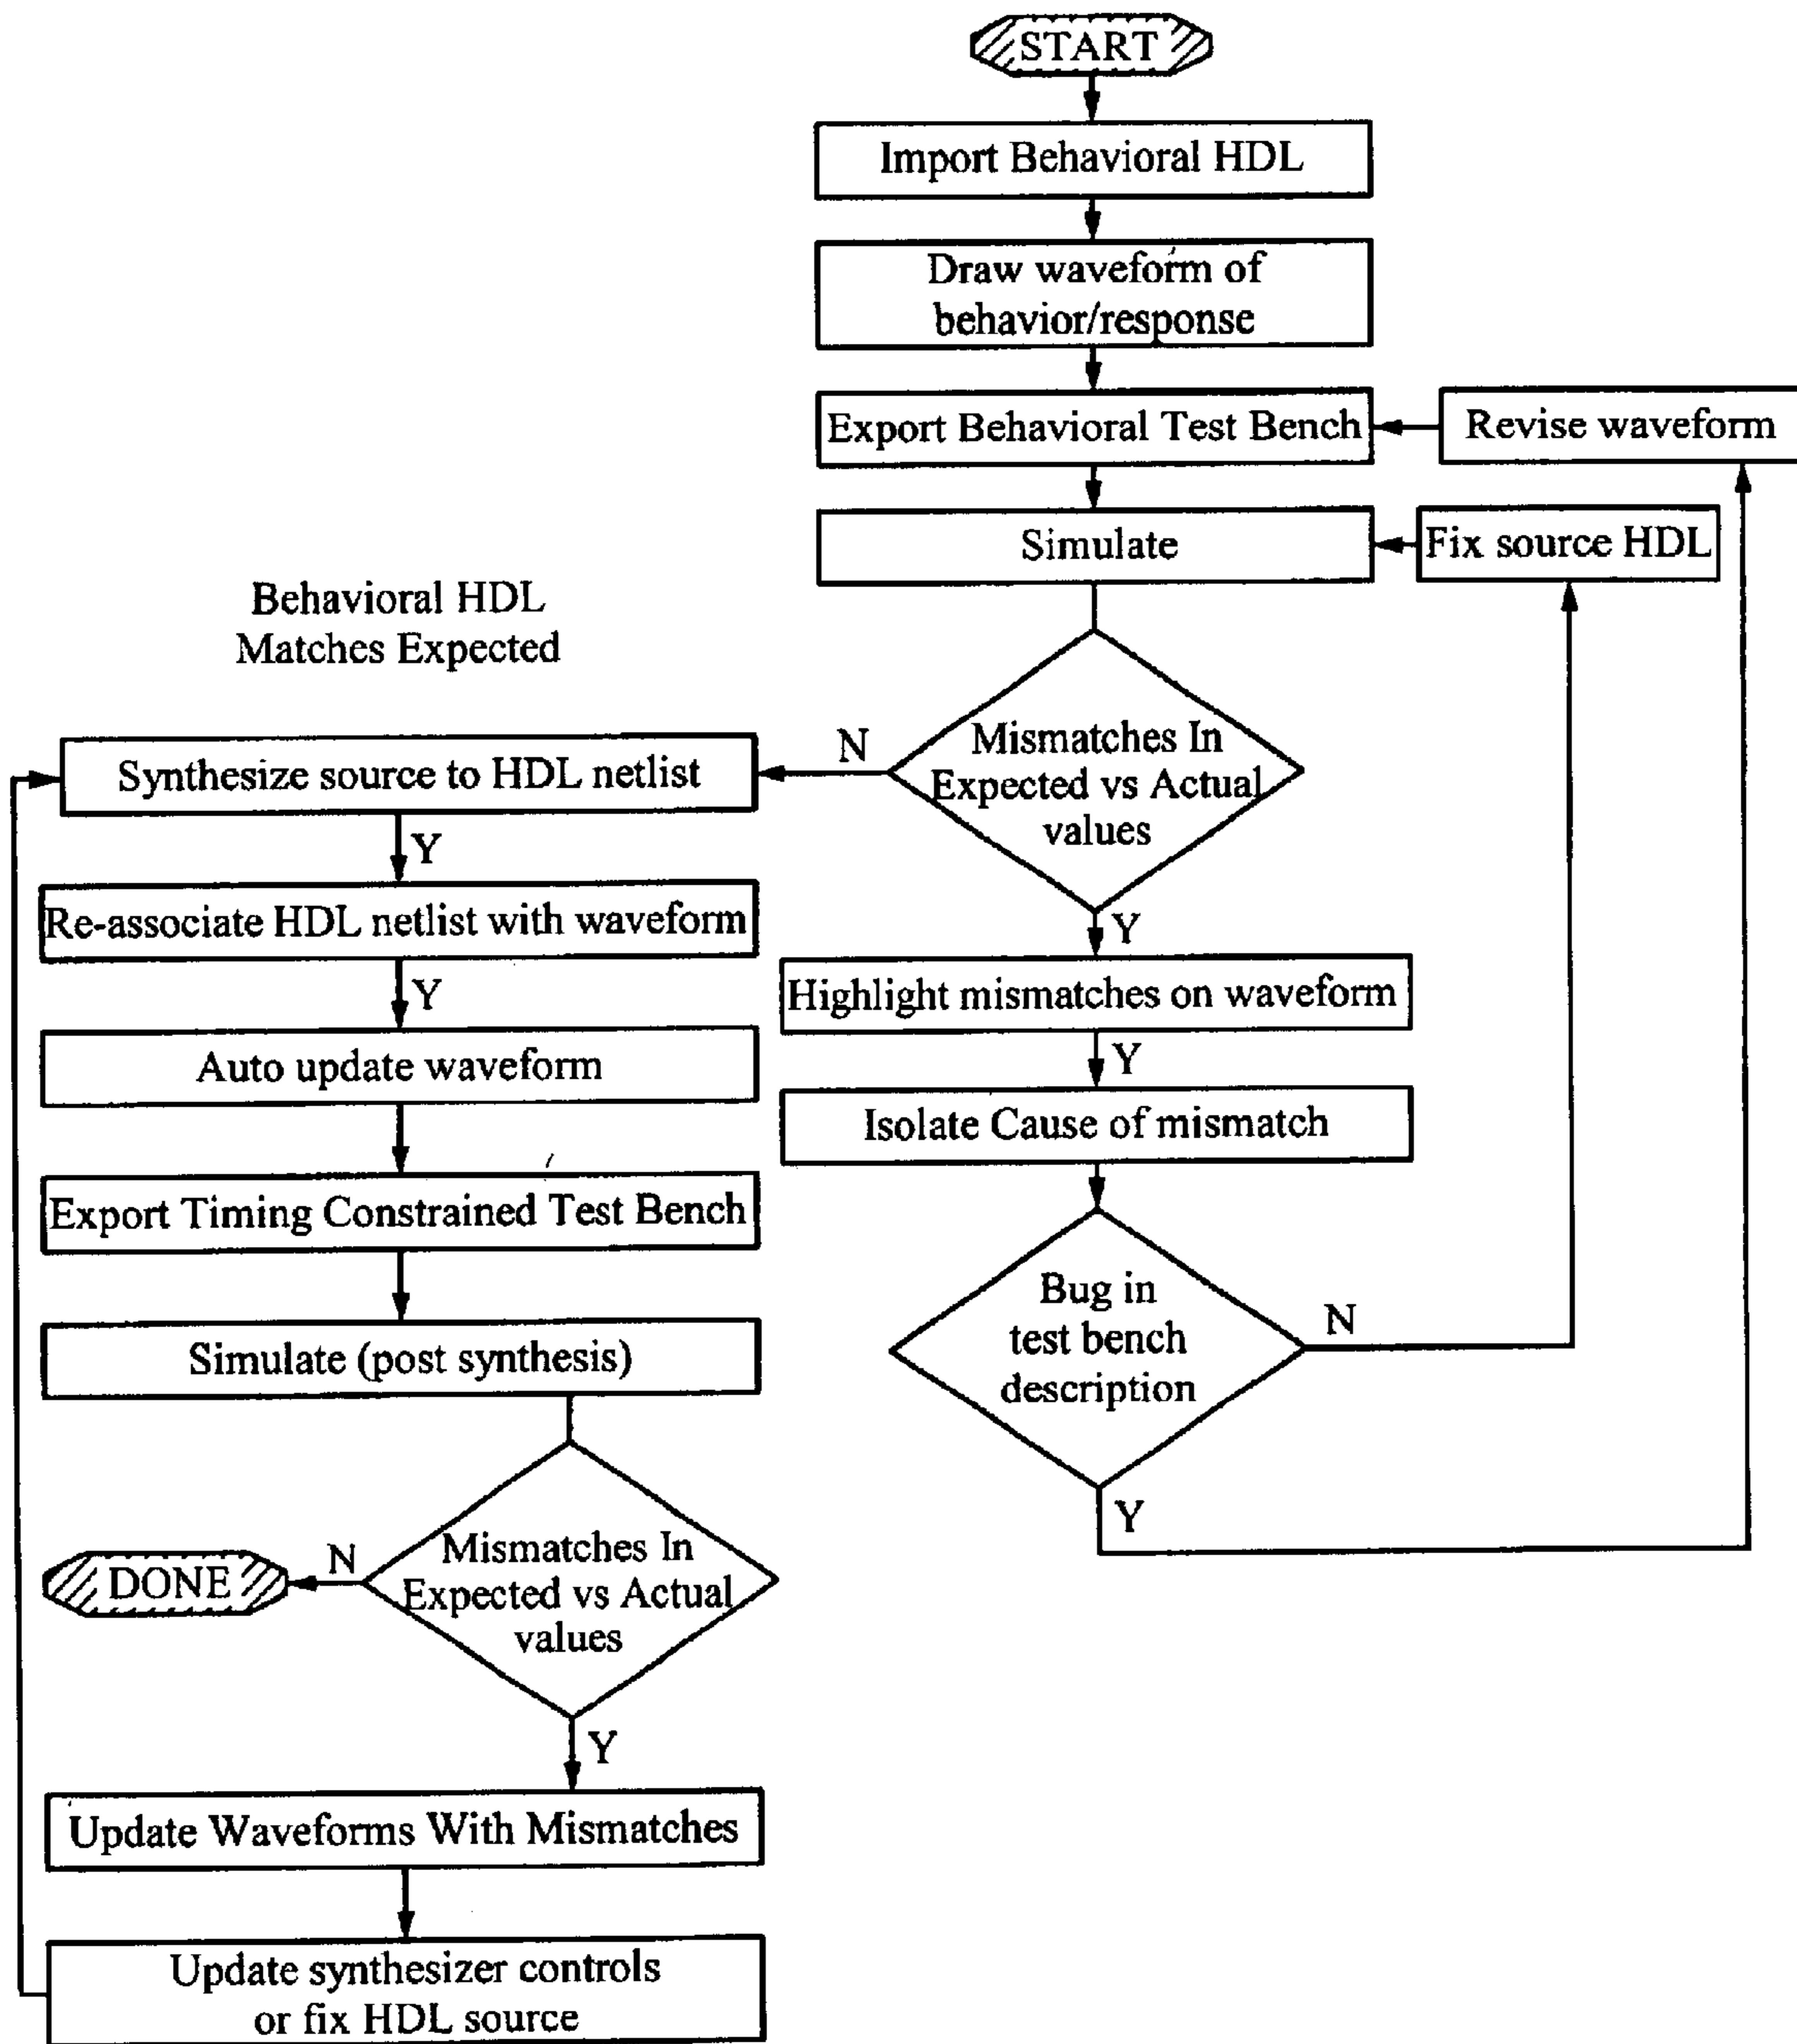 START
Import Behavioral HDL
Draw waveform of
behavior/response
Export Behavioral Test Bench
Revise waveform
Simulate
Fix source HDL
Behavioral HDL
Matches Expected
Mismatches In
Expected vs Actual
values
N
Y
Synthesize source to HDL netlist
Y
Re-associate HDL netlist with waveform
Y
Auto update waveform
Export Timing Constrained Test Bench
Simulate (post synthesis)
Highlight mismatches on waveform
Y
Isolate Cause of mismatch
Bug in
test bench
description
N
Y
Mismatches In
Expected vs Actual
values
N
DONE
Y
Update Waveforms With Mismatches
Update synthesizer controls
or fix HDL source